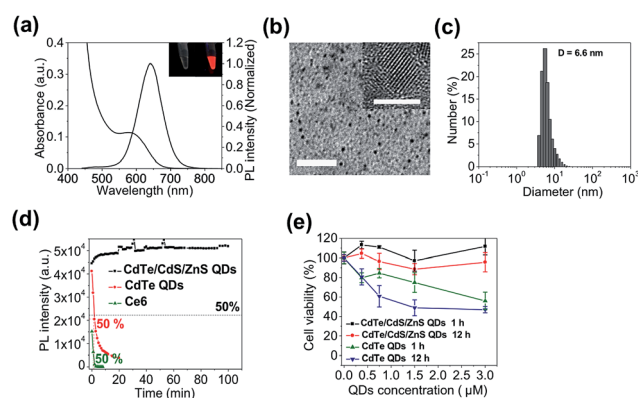 (a)
0.4
0.3
0.2
0.1
0.0
Absorbance (a.u.)
1.2
1.0
0.8
0.6
0.4
0.2
0.0
PL intensity (Normalized)
400 500 600 700 800
Wavelength (nm)
(b)
(c)
D = 6.6 nm
25
20
15
10
5
0
Number (%)
10-1 100 101 102 103
Diameter (nm)
(d)
5x104
4x104
3x104
2x104
104
0
PL intensity (a.u.)
CdTe/CdS/ZnS QDs
CdTe QDs
Ce6
50%
50 %
50 %
0 20 40 60 80 100
Time (min)
(e)
120
100
80
60
40
20
0
Cell viability (%)
CdTe/CdS/ZnS QDs 1 h
CdTe/CdS/ZnS QDs 12 h
CdTe QDs 1 h
CdTe QDs 12 h
0.0 0.5 1.0 1.5 2.0 2.5 3.0
QDs concentration ( µM)